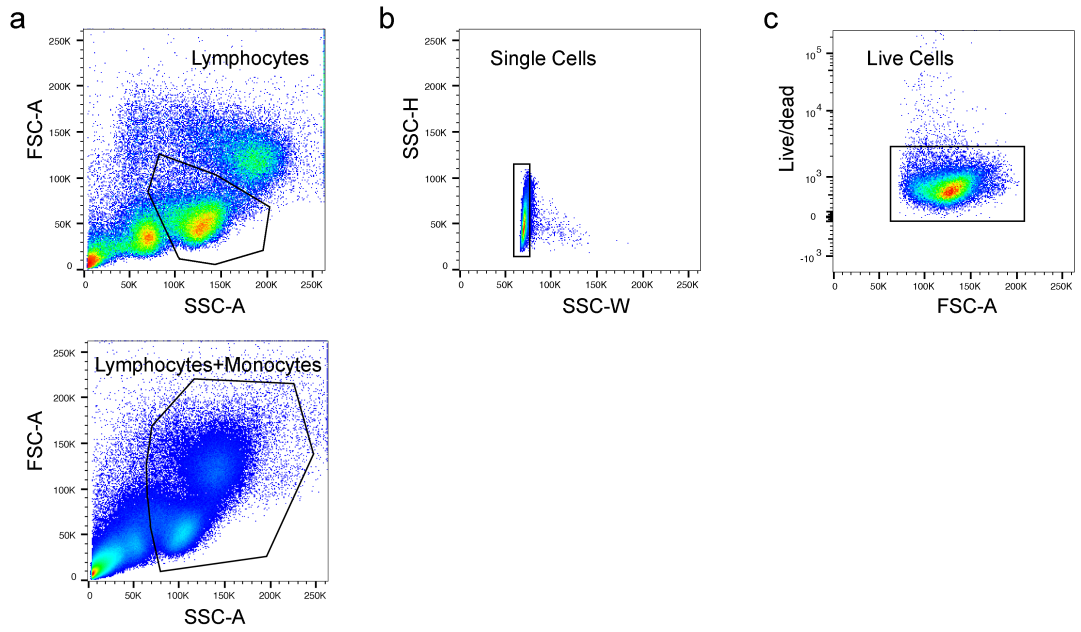 a
Lymphocytes
FSC-A
250K
200K
150K
100K
50K
0
0 50K 100K 150K 200K 250K
SSC-A
b
Single Cells
SSC-H
250K
200K
150K
100K
50K
0
0 50K 100K 150K 200K 250K
SSC-W
c
Live Cells
Live/dead
10^5
10^4
10^3
0
-10^3
0 50K 100K 150K 200K 250K
FSC-A
Lymphocytes+Monocytes
FSC-A
250K
200K
150K
100K
50K
0
0 50K 100K 150K 200K 250K
SSC-A